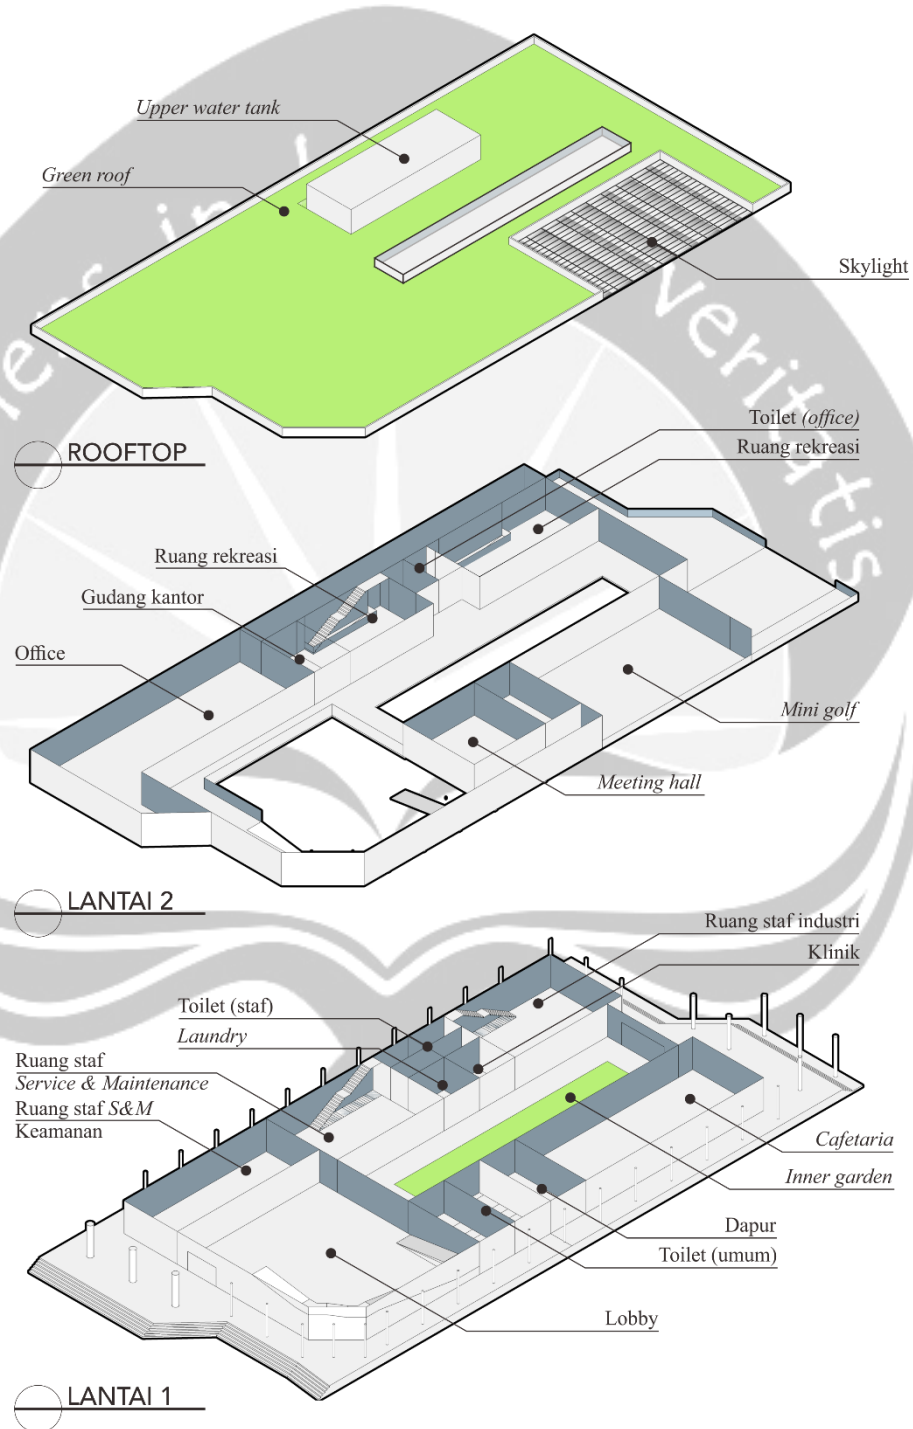 Upper water tank
Green roof
Skylight
ROOFTOP
Toilet (office)
Ruang rekreasi
Ruang rekreasi
Gudang kantor
Office
Mini golf
Meeting hall
LANTAI 2
Ruang staf industri
Klinik
Toilet (staf)
Laundry
Ruang staf
Service & Maintenance
Ruang staf S&M
Keamanan
Cafetaria
Inner garden
Dapur
Toilet (umum)
Lobby
LANTAI 1
veritatis